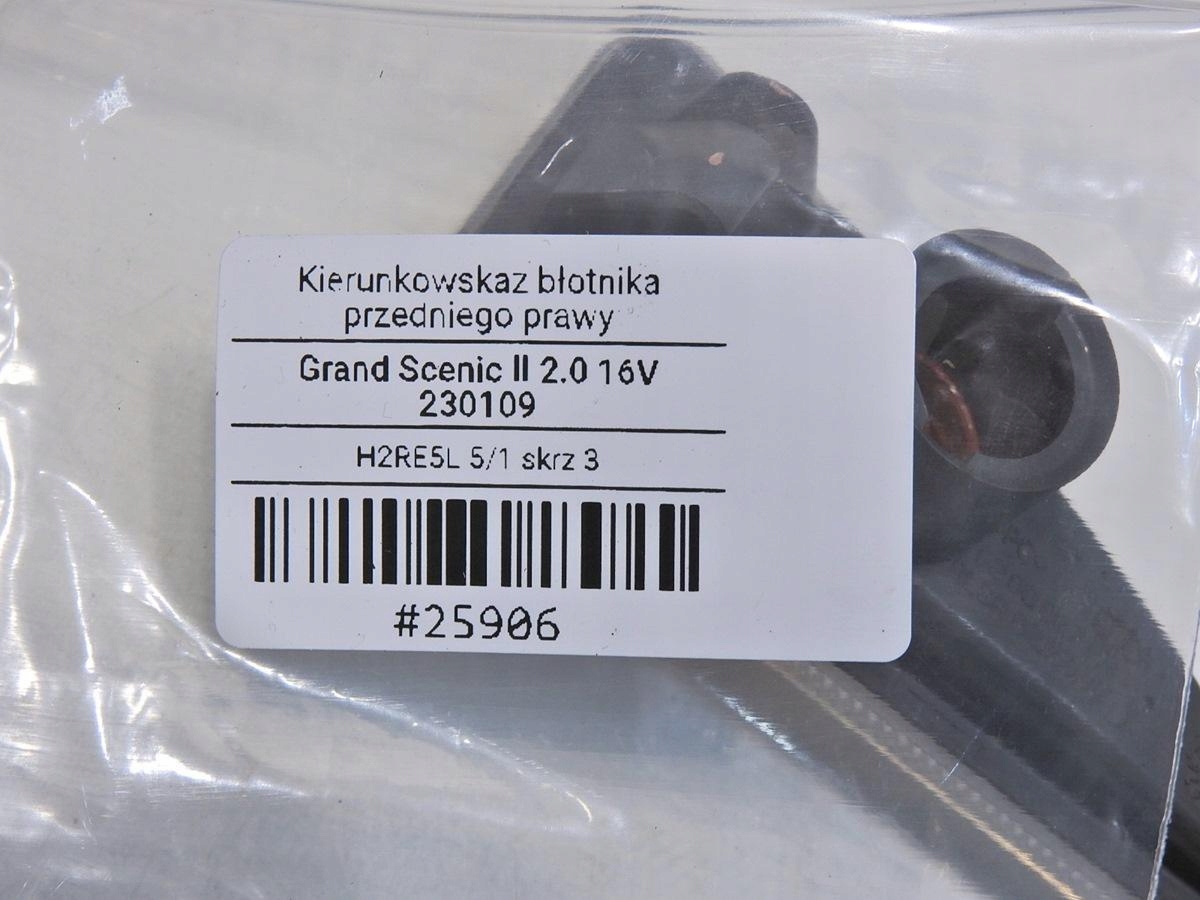 Kierunkowskaz błotnika
przedniego prawy
Grand Scenic II 2.0 16V
230109
H2RE5L 5/1 skrz 3
#25906